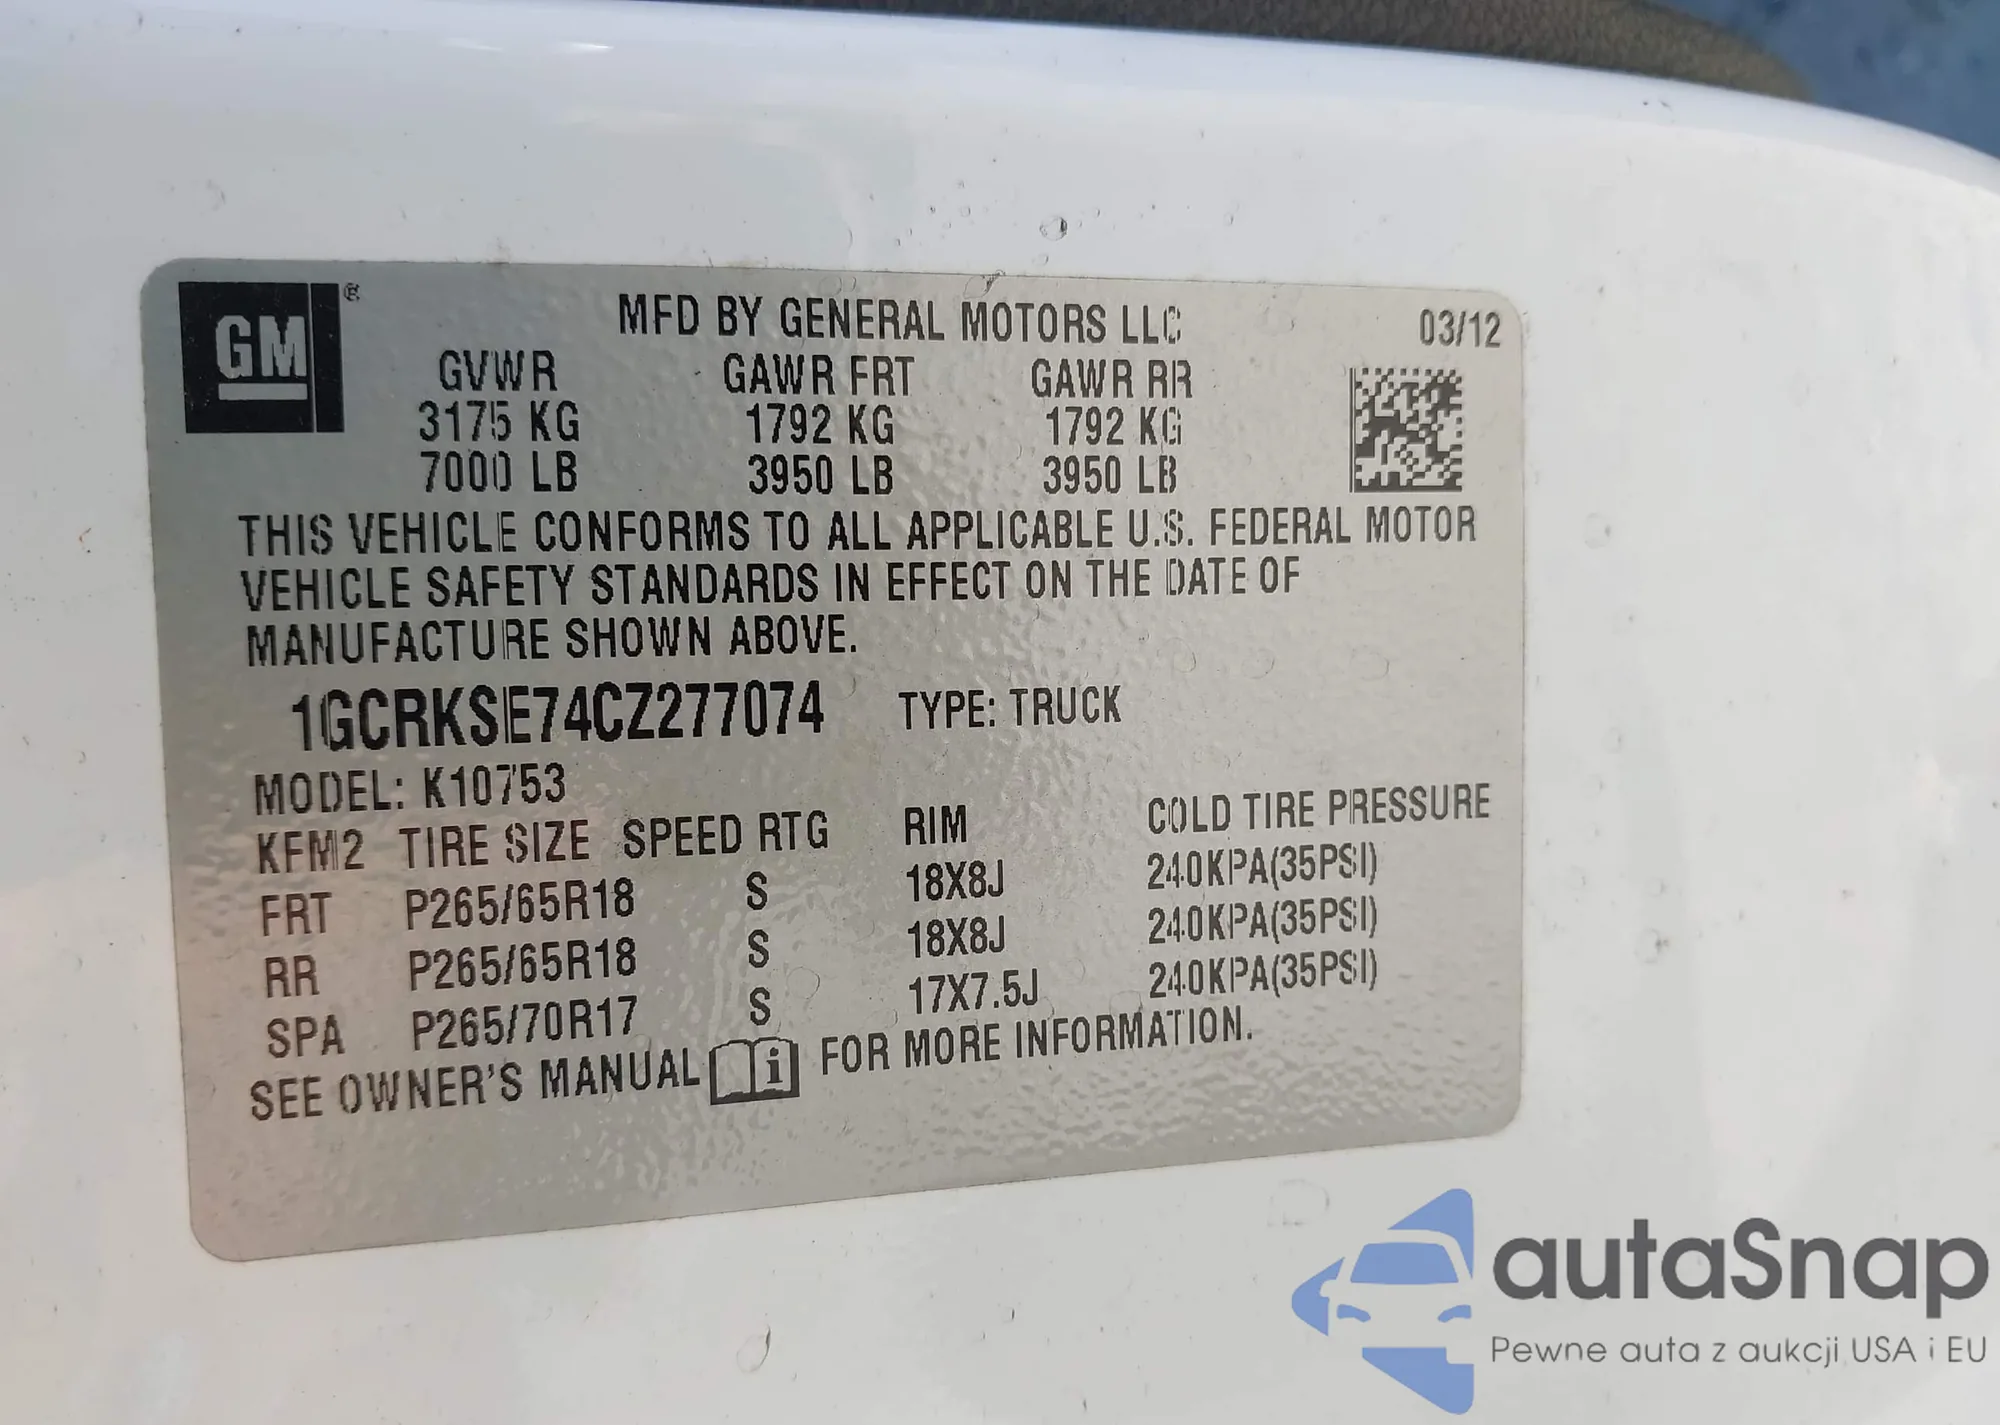 GM ®
MFD BY GENERAL MOTORS LLC 03/12
GVWR GAWR FRT GAWR RR
3175 KG 1792 KG 1792 KG
7000 LB 3950 LB 3950 LB
THIS VEHICLE CONFORMS TO ALL APPLICABLE U.S. FEDERAL MOTOR
VEHICLE SAFETY STANDARDS IN EFFECT ON THE DATE OF
MANUFACTURE SHOWN ABOVE.
1GCRKSE74CZ277074 TYPE: TRUCK
MODEL: K10753
KFM2 TIRE SIZE SPEED RTG RIM COLD TIRE PRESSURE
FRT P265/65R18 S 18X8J 240KPA(35PSI)
RR P265/65R18 S 18X8J 240KPA(35PSI)
SPA P265/70R17 S 17X7.5J 240KPA(35PSI)
SEE OWNER'S MANUAL i FOR MORE INFORMATION.
autaSnap
Pewne auta z aukcji USA i EU